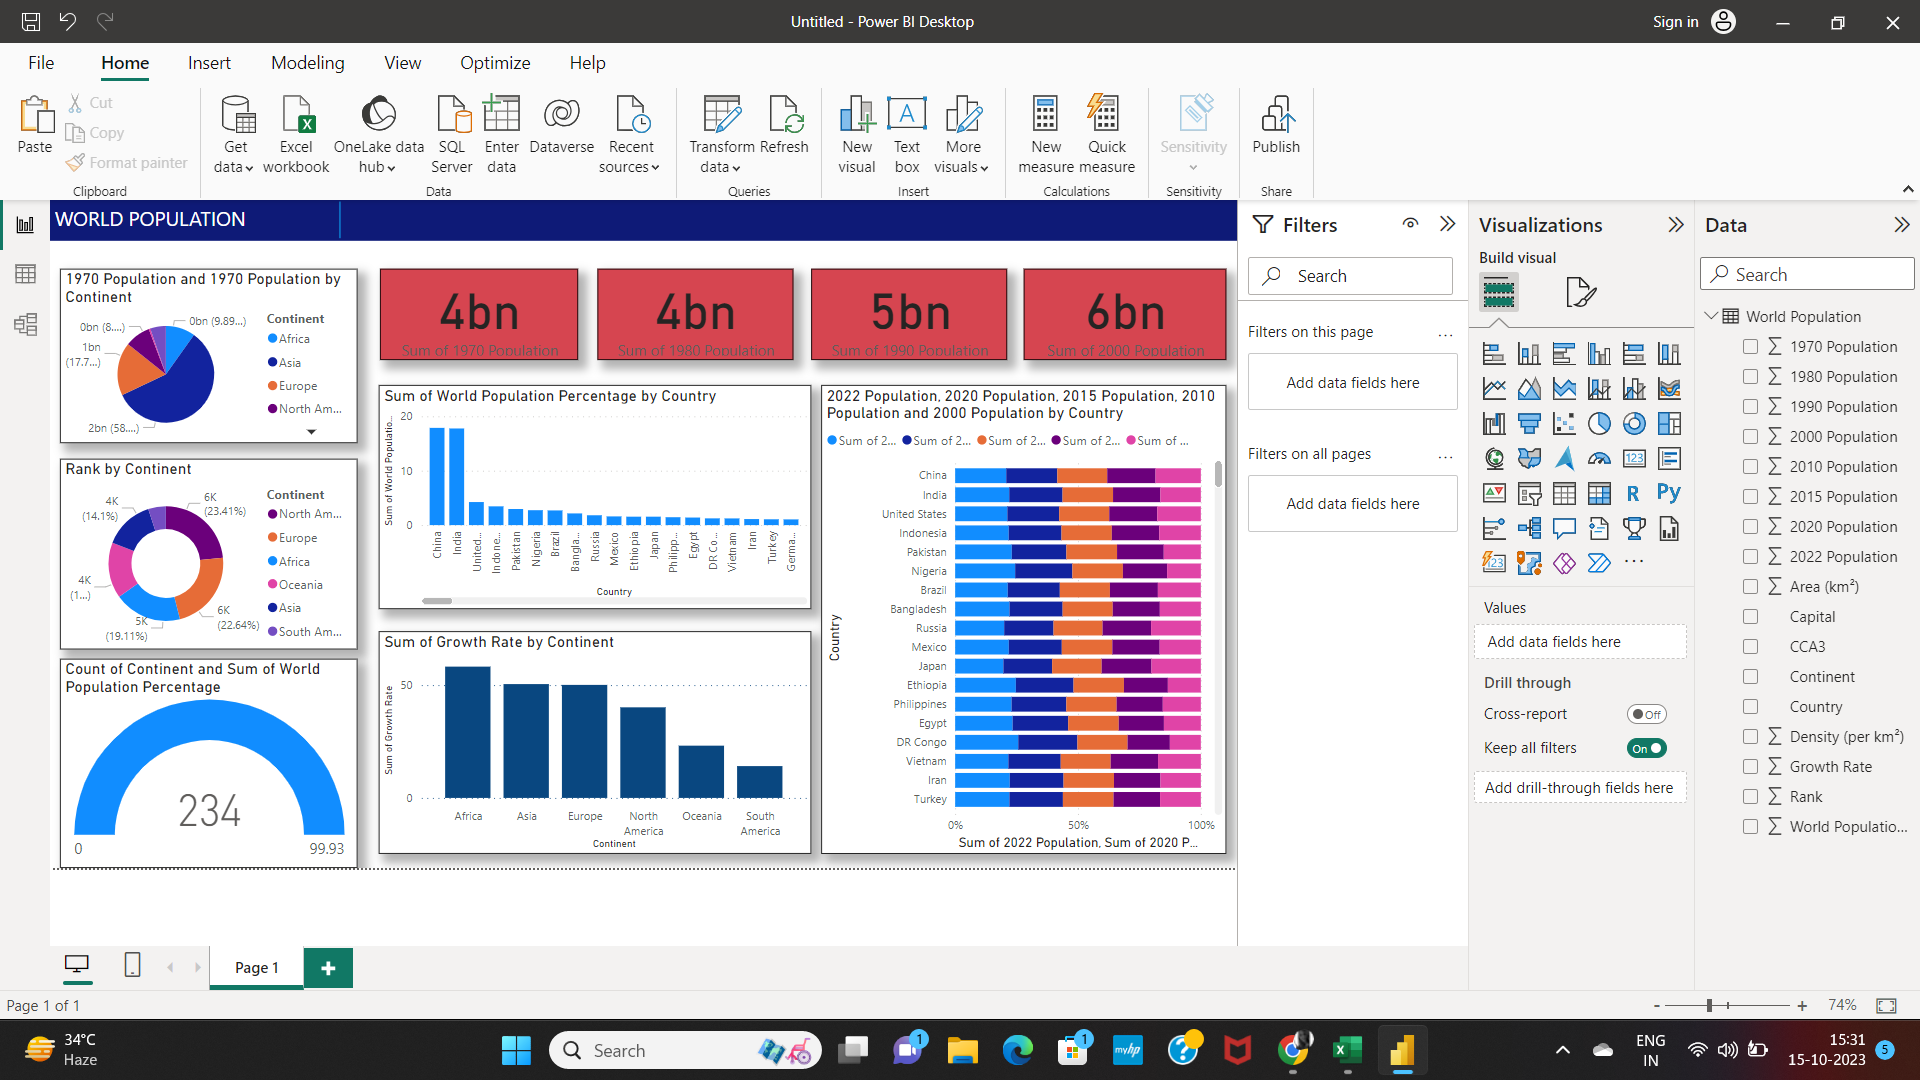 Untitled - Power BI Desktop
Sign in
File
Home
Insert
Modeling
View
Optimize
Help
Paste
Cut
Copy
Format painter
Clipboard
Get data
Excel workbook
OneLake data hub
SQL Server
Enter data
Dataverse
Recent sources
Data
Transform data
Refresh
Queries
New visual
Text box
More visuals
Insert
New measure
Quick measure
Calculations
Sensitivity
Sensitivity
Publish
Share
WORLD POPULATION
1970 Population and 1970 Population by
Continent
0bn (8....)
0bn (9.89...)
1bn
(17.7...)
2bn (58....)
Continent
Africa
Asia
Europe
North Am...
4bn
Sum of 1970 Population
4bn
Sum of 1980 Population
5bn
Sum of 1990 Population
6bn
Sum of 2000 Population
Rank by Continent
4K
(14.1%)
6K
(23.41%)
4K
(1...)
5K
(19.11%)
6K
(22.64%)
Continent
North Am...
Europe
Africa
Oceania
Asia
South Am...
Count of Continent and Sum of World
Population Percentage
234
0
99.93
Sum of World Population Percentage by Country
Sum of World Populatio...
20
10
0
China
India
United...
Indone...
Pakistan
Nigeria
Brazil
Bangla...
Russia
Mexico
Ethiopia
Japan
Philipp...
Egypt
DR Co...
Vietnam
Iran
Turkey
Germa...
Country
Sum of Growth Rate by Continent
Sum of Growth Rate
50
0
Africa
Asia
Europe
North
America
Oceania
South
America
Continent
2022 Population, 2020 Population, 2015 Population, 2010
Population and 2000 Population by Country
Sum of 2...
Sum of 2...
Sum of 2...
Sum of 2...
Sum of ...
Country
China
India
United States
Indonesia
Pakistan
Nigeria
Brazil
Bangladesh
Russia
Mexico
Japan
Ethiopia
Philippines
Egypt
DR Congo
Vietnam
Iran
Turkey
0%
50%
100%
Sum of 2022 Population, Sum of 2020 P...
Filters
Search
Filters on this page
...
Add data fields here
Filters on all pages
...
Add data fields here
Visualizations
Build visual
123
R
Py
123
...
Values
Add data fields here
Drill through
Cross-report
Off
Keep all filters
On
Add drill-through fields here
Data
Search
World Population
1970 Population
1980 Population
1990 Population
2000 Population
2010 Population
2015 Population
2020 Population
2022 Population
Area (km²)
Capital
CCA3
Continent
Country
Density (per km²)
Growth Rate
Rank
World Populatio...
Page 1
Page 1 of 1
- + 74%
34°C
Haze
Search
1
1
myhp
ENG
IN
15:31
15-10-2023
5